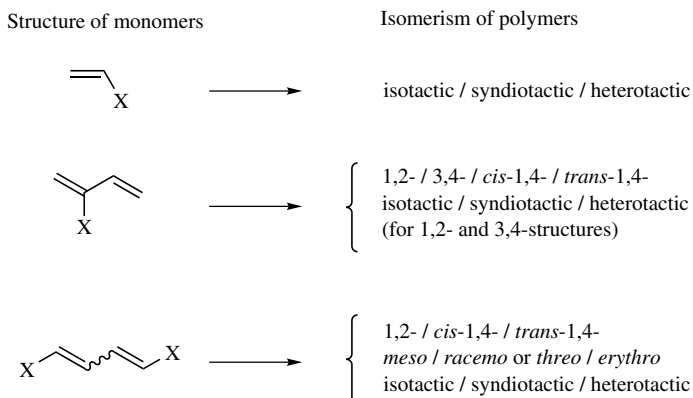 Structure of monomers
Isomerism of polymers
X
isotactic / syndiotactic / heterotactic
X
1,2- / 3,4- / cis-1,4- / trans-1,4-
isotactic / syndiotactic / heterotactic
(for 1,2- and 3,4-structures)
X
X
1,2- / cis-1,4- / trans-1,4-
meso / racemo or threo / erythro
isotactic / syndiotactic / heterotactic